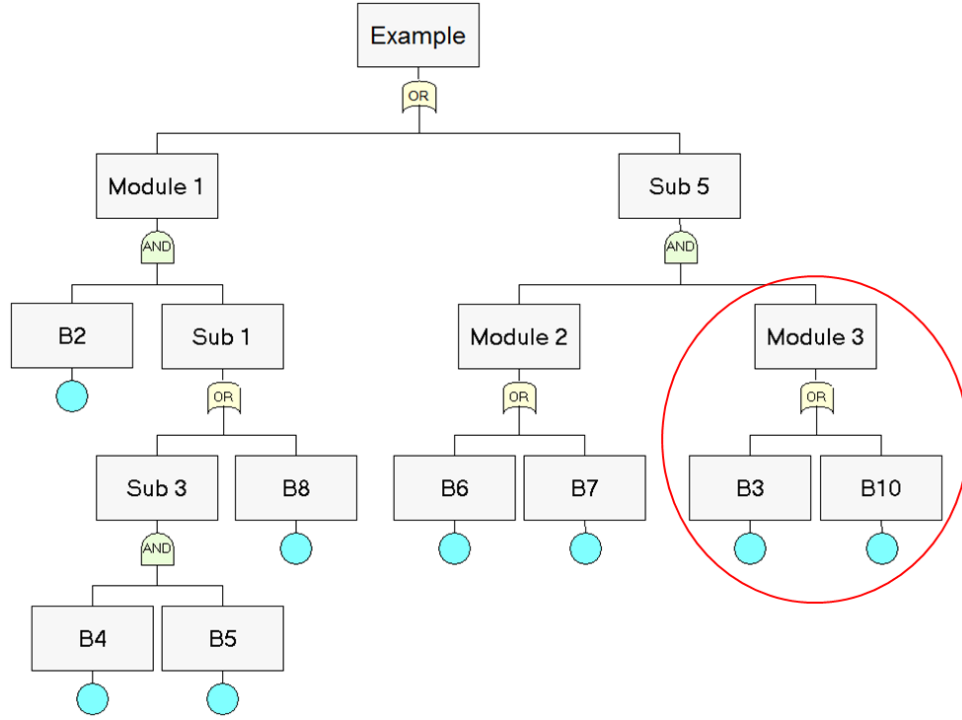 Example
OR
Module 1
Sub 5
AND
AND
B2
Sub 1
Module 2
Module 3
OR
OR
OR
Sub 3
B8
B6
B7
B3
B10
AND
B4
B5